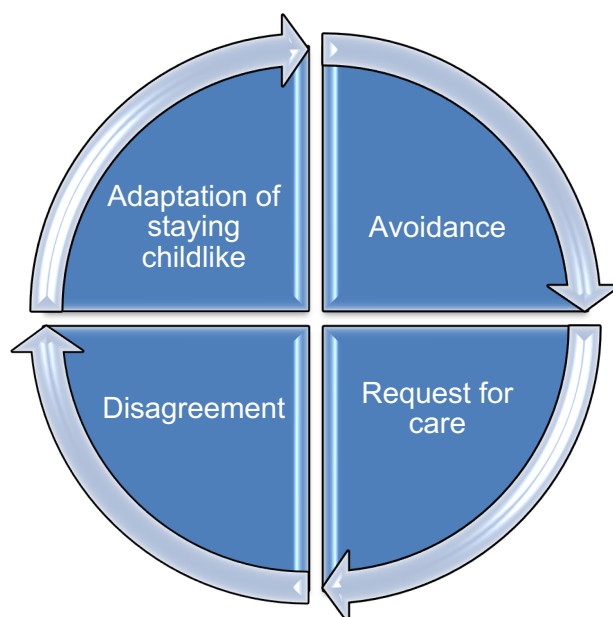 Adaptation of
staying
childlike
Avoidance
Disagreement
Request for
care